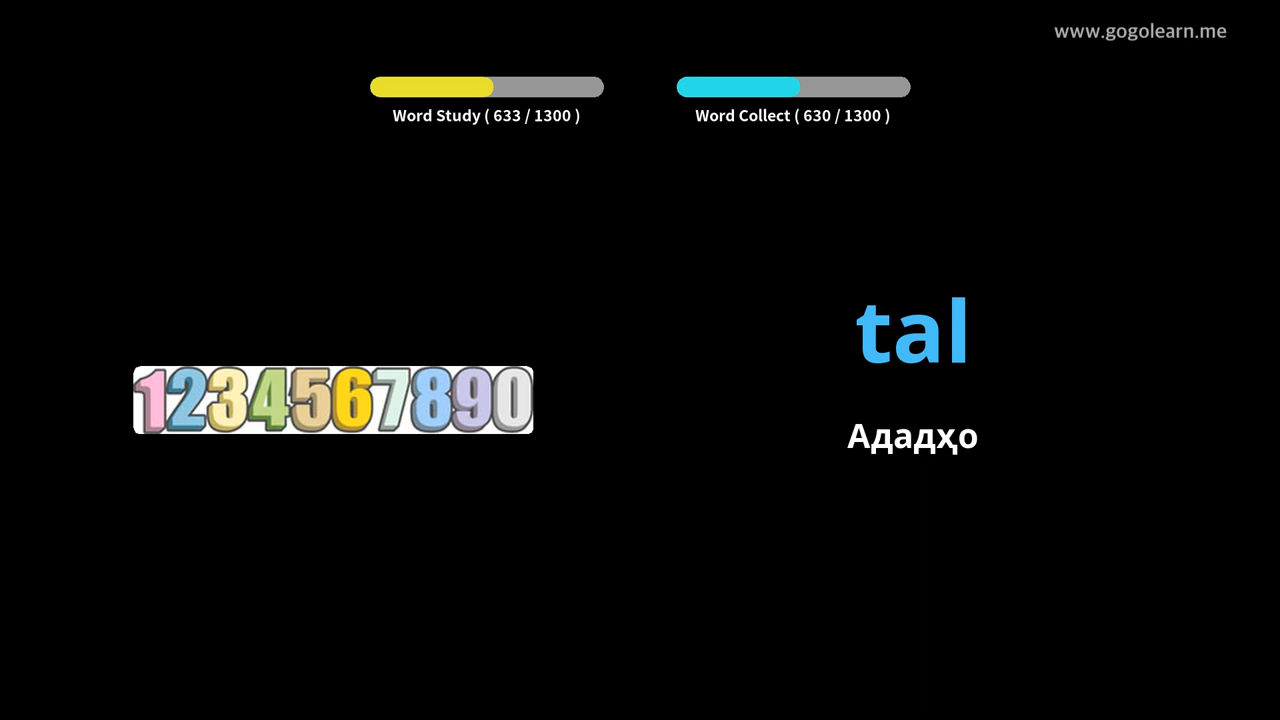 www.gogolearn.me
Word Study ( 633 / 1300 )
Word Collect ( 630 / 1300 )
1234567890
tal
Ададҳо